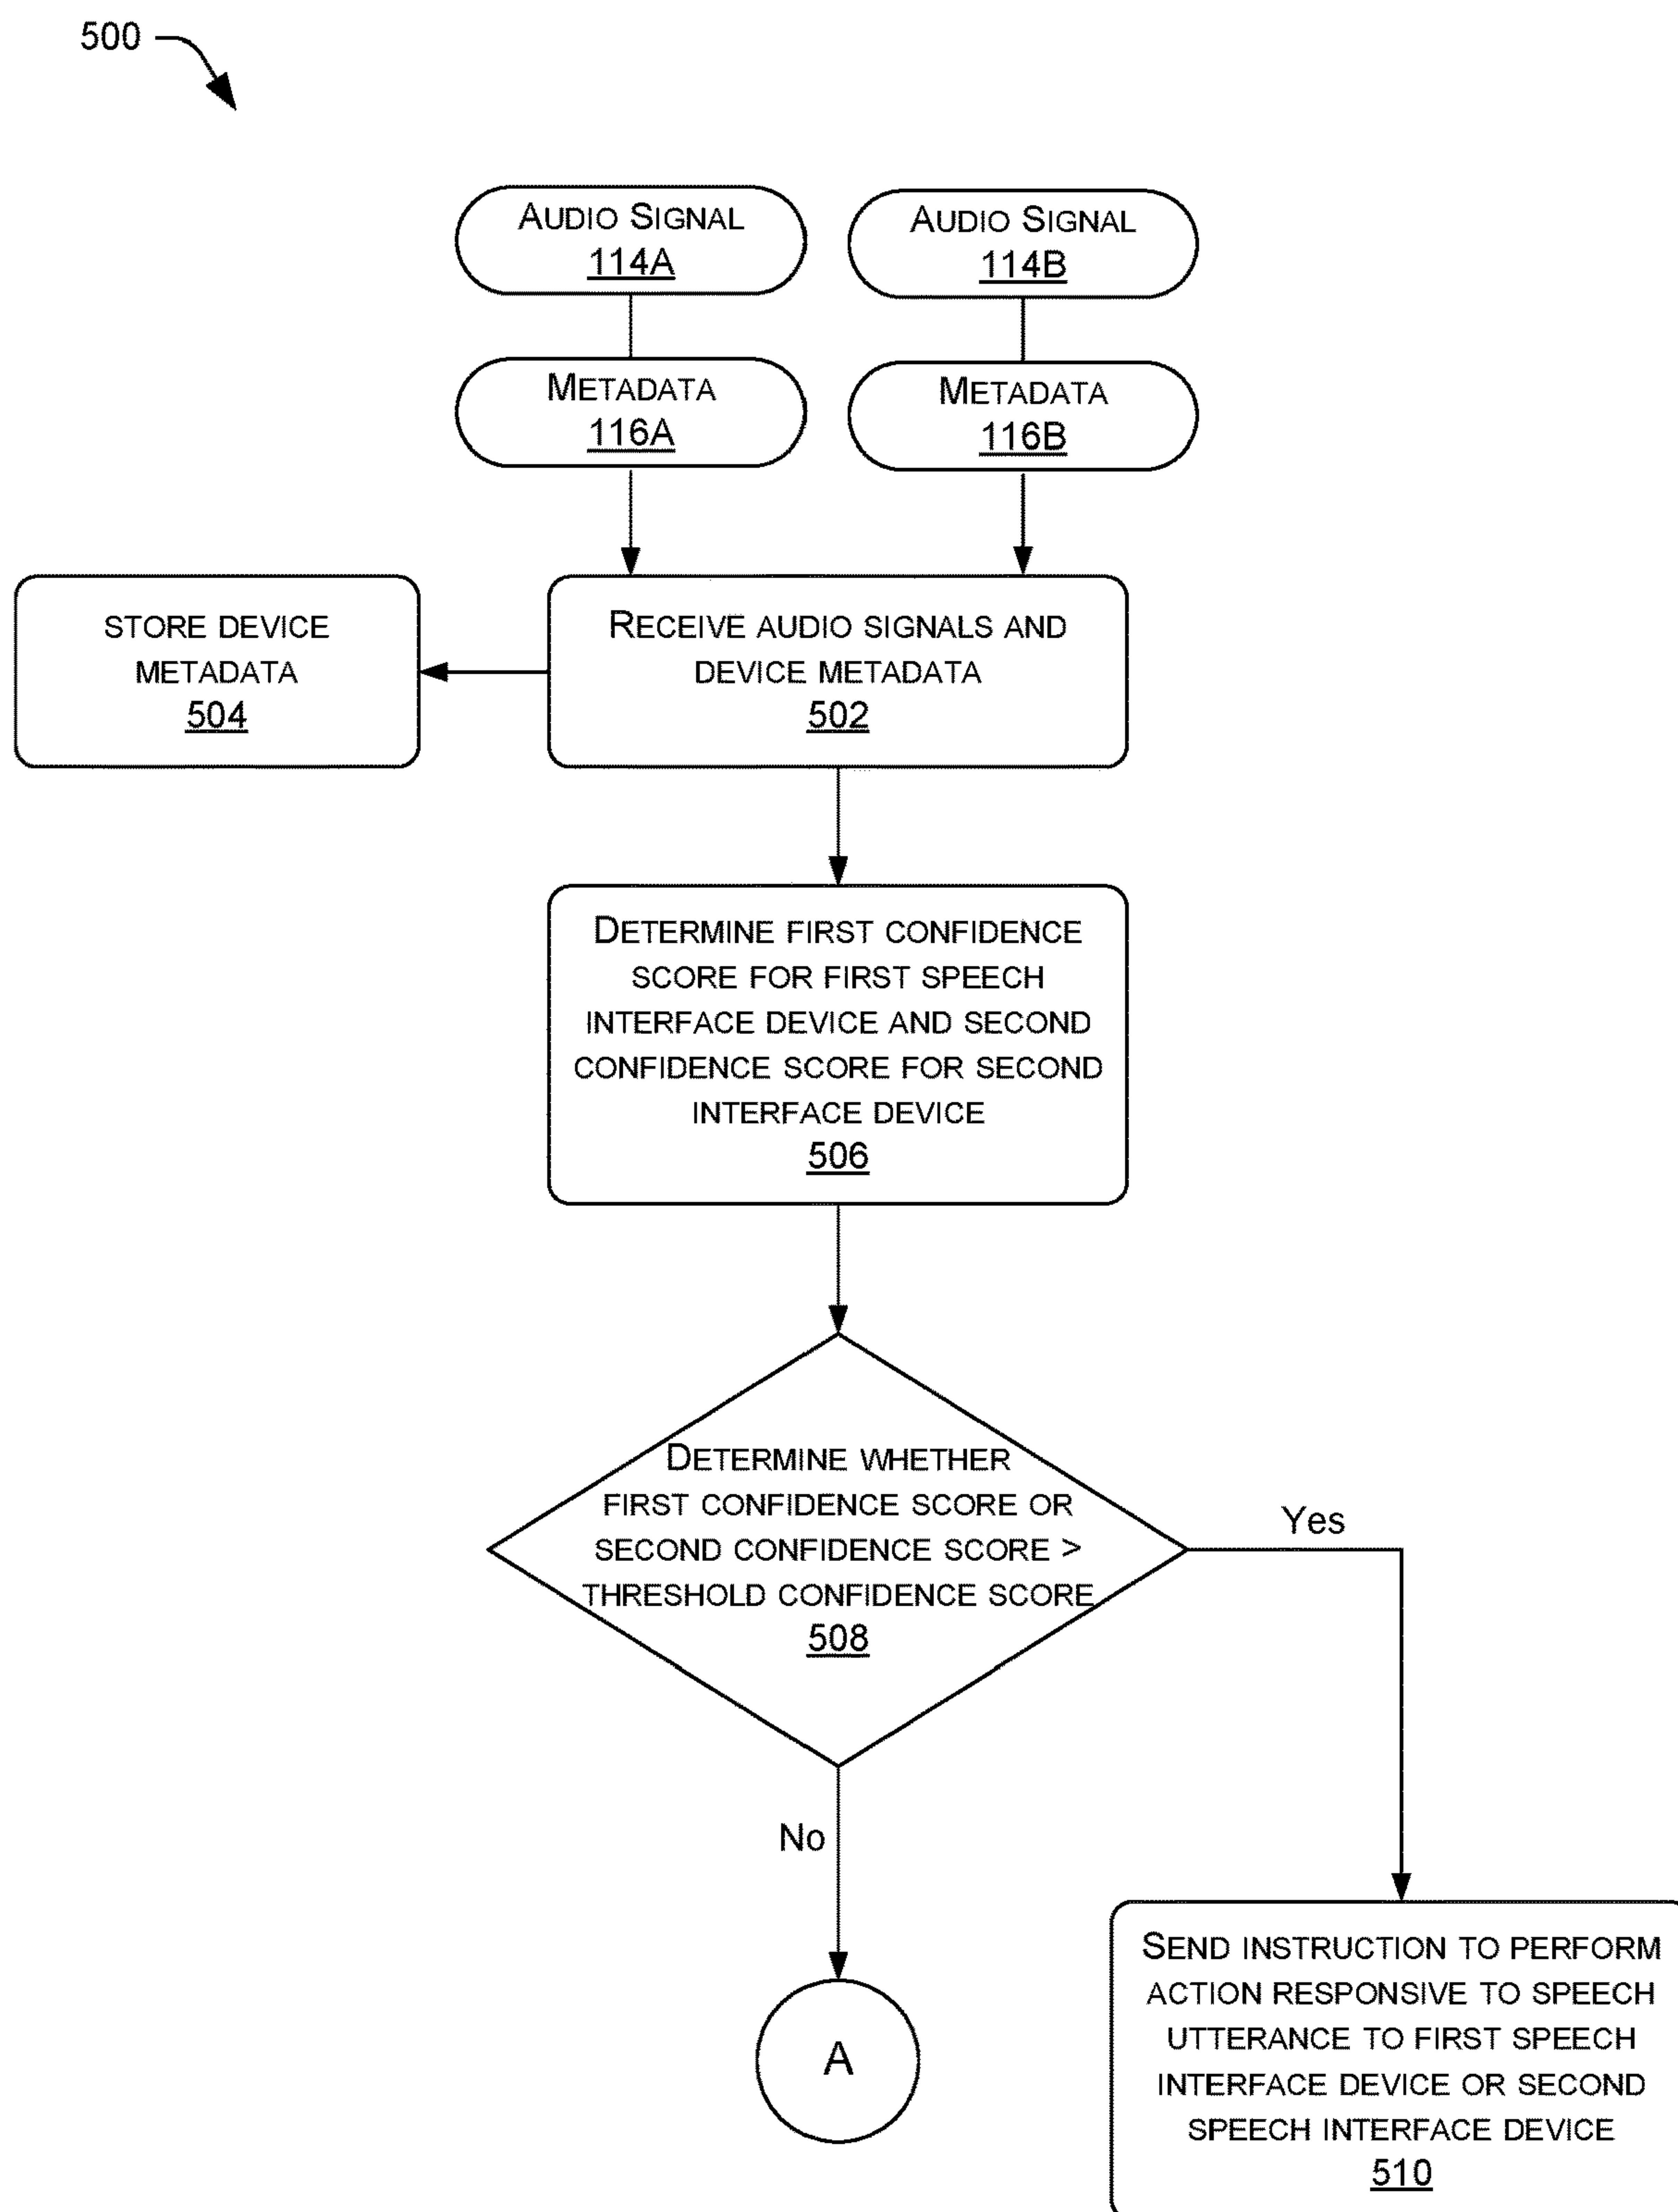 500
AUDIO SIGNAL
114A
AUDIO SIGNAL
114B
METADATA
116A
METADATA
116B
STORE DEVICE
METADATA
504
RECEIVE AUDIO SIGNALS AND
DEVICE METADATA
502
DETERMINE FIRST CONFIDENCE
SCORE FOR FIRST SPEECH
INTERFACE DEVICE AND SECOND
CONFIDENCE SCORE FOR SECOND
INTERFACE DEVICE
506
DETERMINE WHETHER
FIRST CONFIDENCE SCORE OR
SECOND CONFIDENCE SCORE >
THRESHOLD CONFIDENCE SCORE
508
Yes
No
A
SEND INSTRUCTION TO PERFORM
ACTION RESPONSIVE TO SPEECH
UTTERANCE TO FIRST SPEECH
INTERFACE DEVICE OR SECOND
SPEECH INTERFACE DEVICE
510